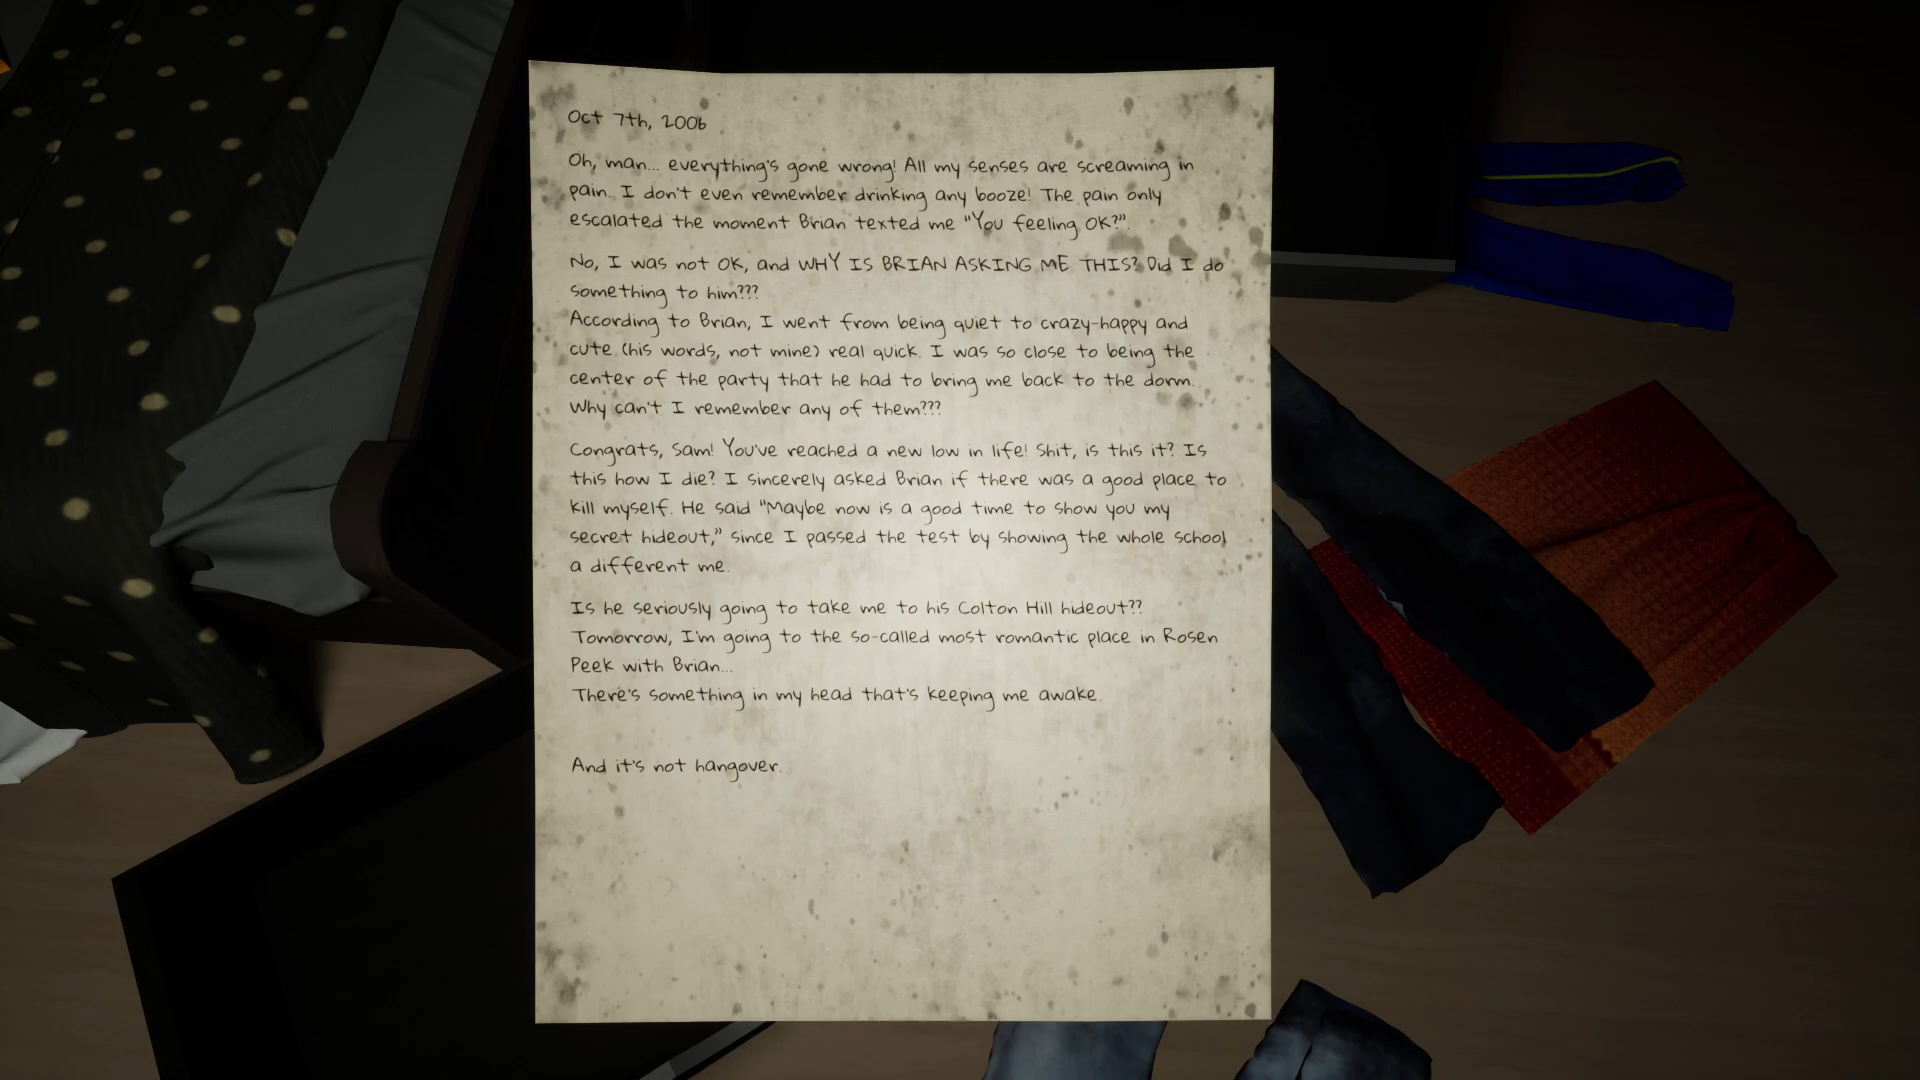 Oct 7th, 2006
Oh, man... everything's gone wrong! All my senses are screaming in
pain. I don't even remember drinking any booze! The pain only
escalated the moment Brian texted me "You feeling OK?".
No, I was not OK, and WHY IS BRIAN ASKING ME THIS? Did I do
something to him???
According to Brian, I went from being quiet to crazy-happy and
cute (his words, not mine) real quick. I was so close to being the
center of the party that he had to bring me back to the dorm.
Why can't I remember any of them???
Congrats, Sam! You've reached a new low in life! Shit, is this it? Is
this how I die? I sincerely asked Brian if there was a good place to
kill myself. He said "Maybe now is a good time to show you my
secret hideout," since I passed the test by showing the whole school
a different me.
Is he seriously going to take me to his Colton Hill hideout??
Tomorrow, I'm going to the so-called most romantic place in Rosen
Peek with Brian...
There's something in my head that's keeping me awake.
And it's not hangover.